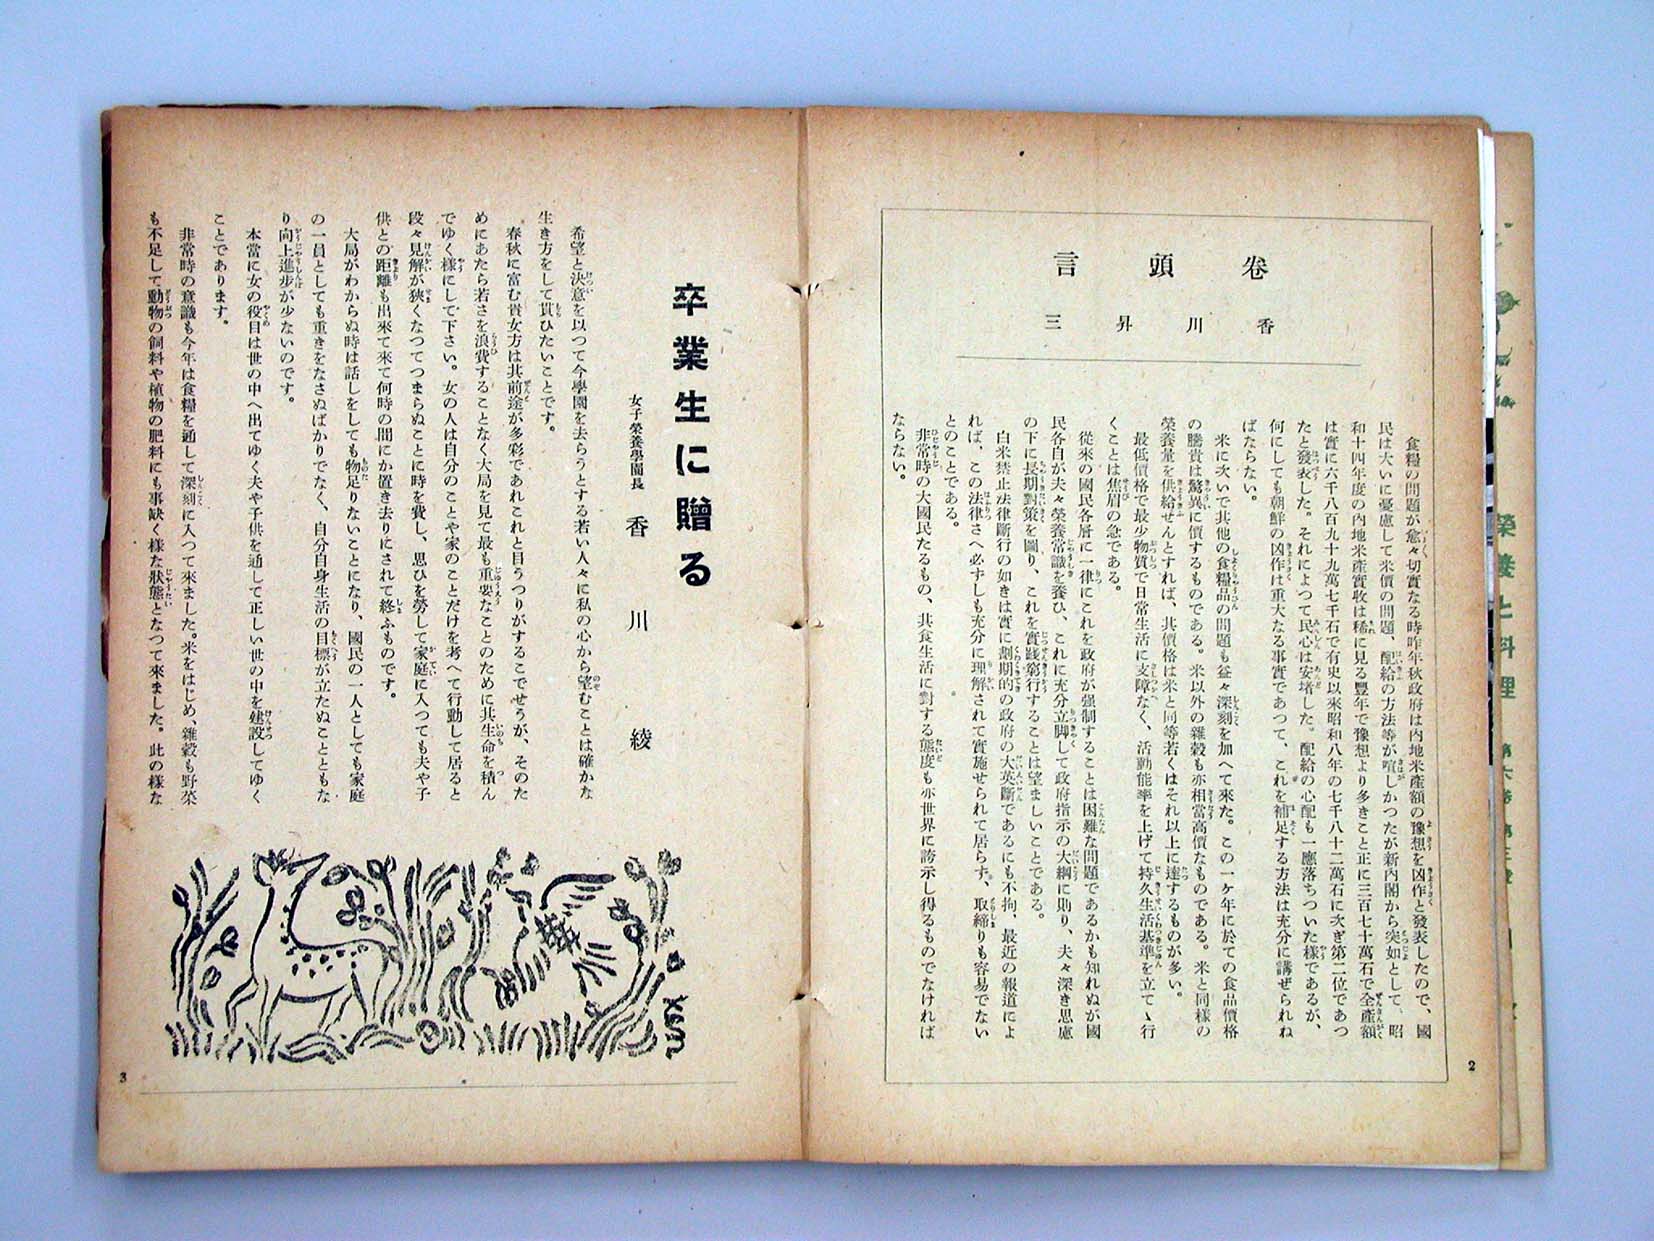 卷頭言
香川昇三
食糧の問題が愈々切實なる時昨年秋政府は内地米產額の豫想を凶作と發表したので、國
民は大いに憂慮して米價の問題、配給の方法等が喧しかつたが新內閣から突如として、昭
和十四年度の內地米產實收は稀に見る豐年で豫想より多きこと正に三百七十萬石で全產額
は實に六千八百九十九萬七千石で有史以來昭和八年の七千八十二萬石に次ぎ第二位であつ
たと發表した。それによつて民心は安堵した。配給の心配も一應落ちついた樣であるが、
何にしても朝鮮の凶作は重大なる事實であつて、これを補足する方法は充分に講ぜられね
ばならない。
米に次いで其他の食糧品の問題も益々深刻を加へて來た。この一ケ年に於ての食品價格
の騰貴は驚異に價するものである。米以外の雜穀も亦相當高價なものである。米と同樣の
榮養量を供給せんとすれば、其價格は米と同等若くはそれ以上に達するものが多い。
最低價格で最少物質で日常生活に支障なく、活動能率を上げて持久生活基準を立てゝ行
くことは焦眉の急である。
從來の國民各層に一律にこれを政府が强制することは困難な問題であるかも知れぬが國
民各自が夫々榮養常識を養ひ、これに充分立脚して政府指示の大綱に則り、夫々深き思慮
の下に長期對策を圖り、これを實踐躬行することは望ましいことである。
白米禁止法律斷行の如きは實に劃期的の政府の大英斷であるにも不拘、最近の報道によ
れば、この法律さへ必ずしも充分に理解されて實施せられて居らず、取締りも容易でない
とのことである。
非常時の大國民たるもの、其食生活に對する態度も亦世界に誇示し得るものでなければ
ならない。
2
卒業生に贈る
女子榮養學園長 香川 綾
希望と決意を以つて今學園を去らうとする若い人々に私の心から望むことは確かな
生き方をして貰ひたいことです。
春秋に富む貴女方は其前途が多彩であれこれと目うつりがするこでせうが、そのた
めにあたら若さを浪費することなく大局を見て最も重要なことのために其生命を積ん
でゆく樣にして下さい。女の人は自分のことや家のことだけを考へて行動して居ると
段々見解が狹くなつてつまらぬことに時を費し、思ひを勞して家庭に入つても夫や子
供との距離も出來て來て何時の間にか置き去りにされて終ふものです。
大局がわからぬ時は話しをしても物足りないことになり、國民の一人としても家庭
の一員としても重きをなさぬばかりでなく、自分自身生活の目標が立たぬことともな
り向上進步が少ないのです。
本當に女の役目は世の中へ出てゆく夫や子供を通して正しい世の中を建設してゆく
ことであります。
非常時の意識も今年は食糧を通して深刻に入つて來ました。米をはじめ、雜穀も野菜
も不足して動物の飼料や植物の肥料にも事缺く樣な狀態となつて來ました。此の樣な
Ken
3
榮養と料理 第六卷 第三號